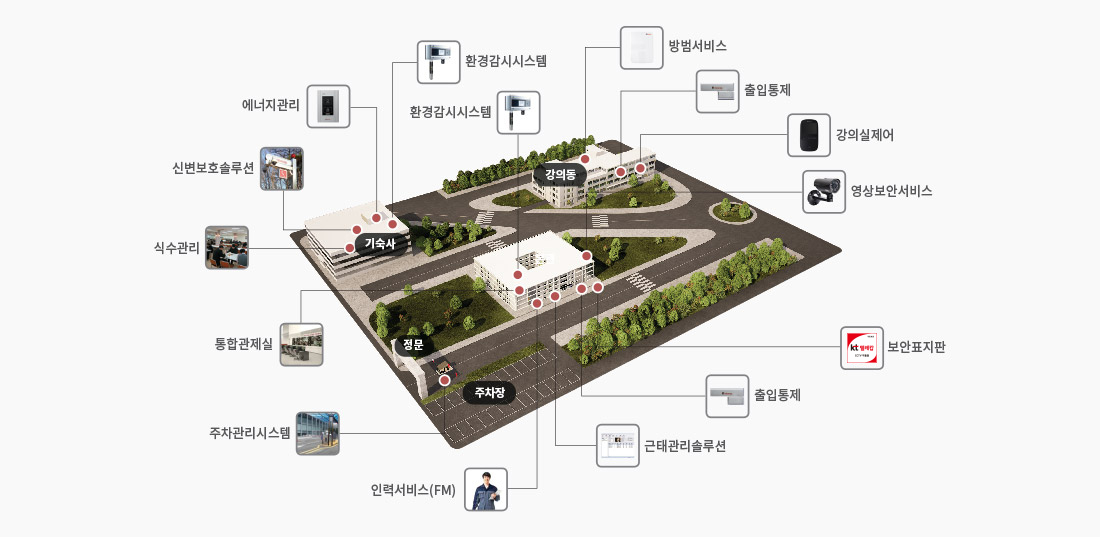 방범서비스
환경감시시스템
출입통제
에너지관리
환경감시시스템
강의실제어
신변보호솔루션
강의동
영상보안서비스
식수관리
기숙사
통합관제실
정문
kt 텔레캅
보안표지판
주차장
출입통제
주차관리시스템
근태관리솔루션
인력서비스(FM)